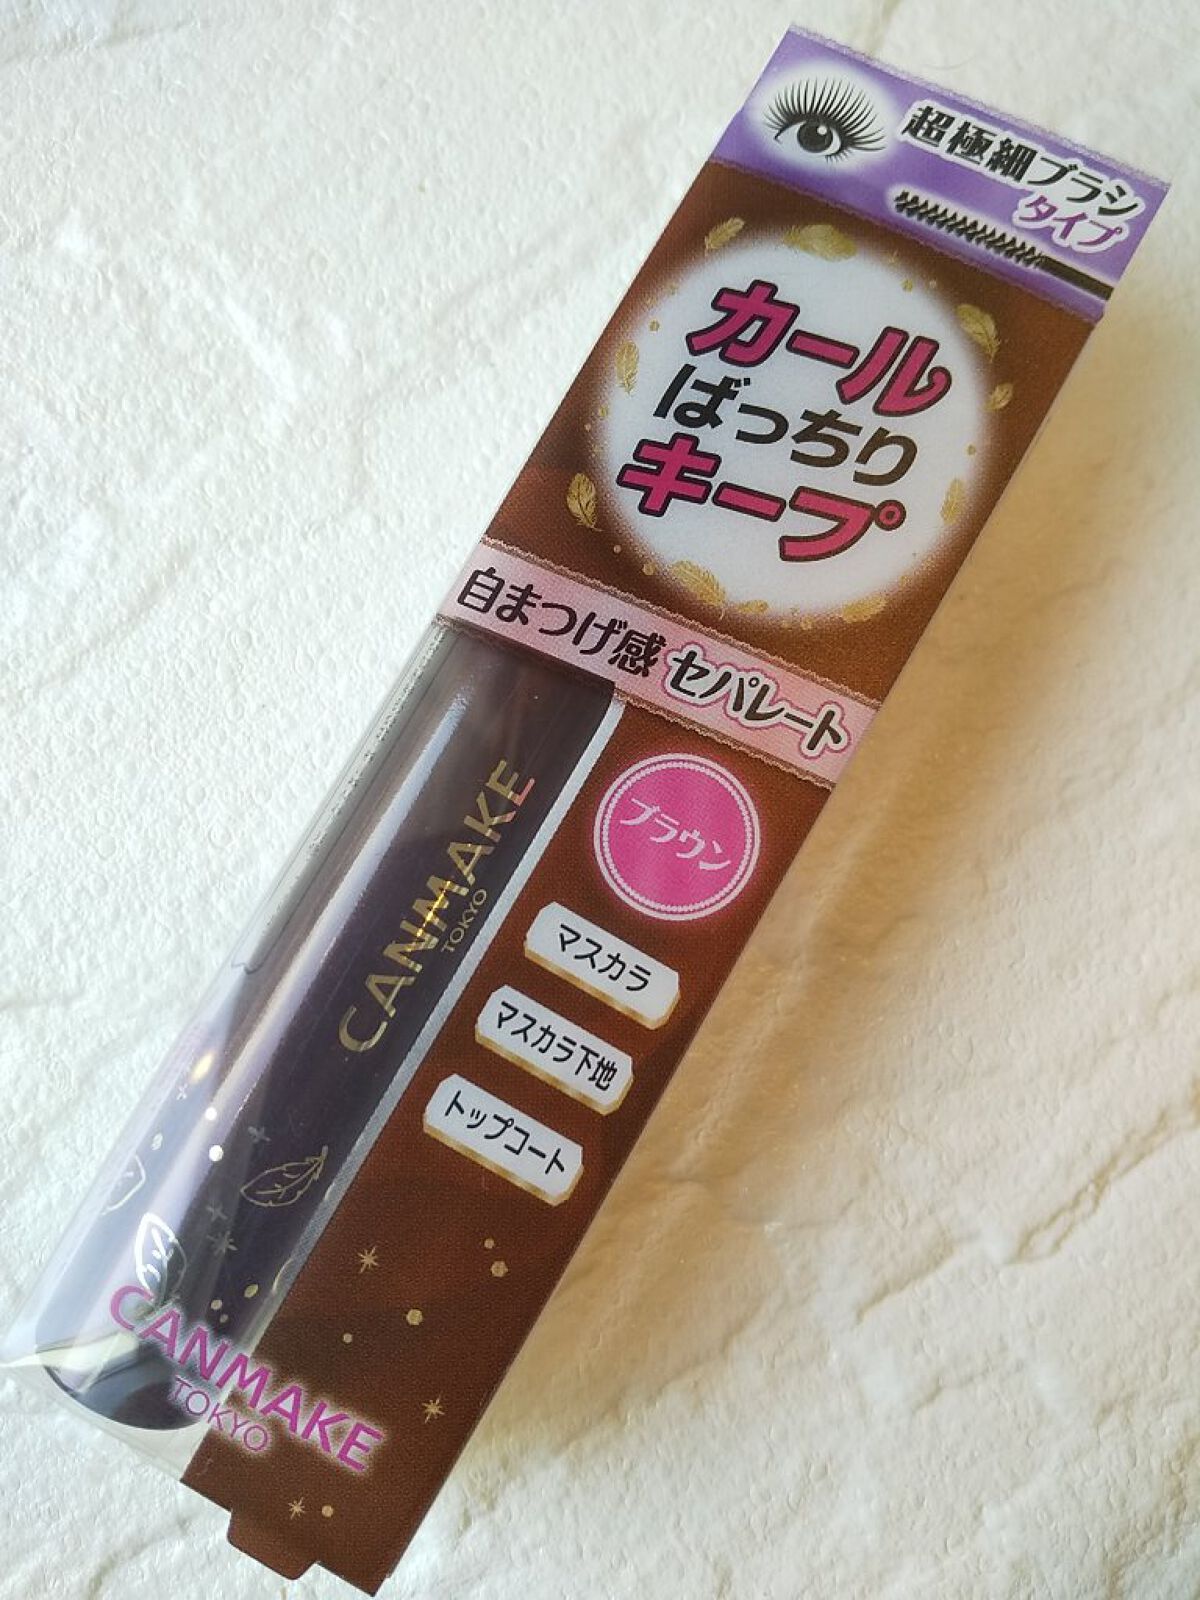 超極細ブラシ
タイプ
カール
ばっちり
キープ
自まつげ感 セパレート
ブラウン
マスカラ
マスカラ下地
トップコート
CANMAKE
TOKYO
CANMAKE
TOKYO